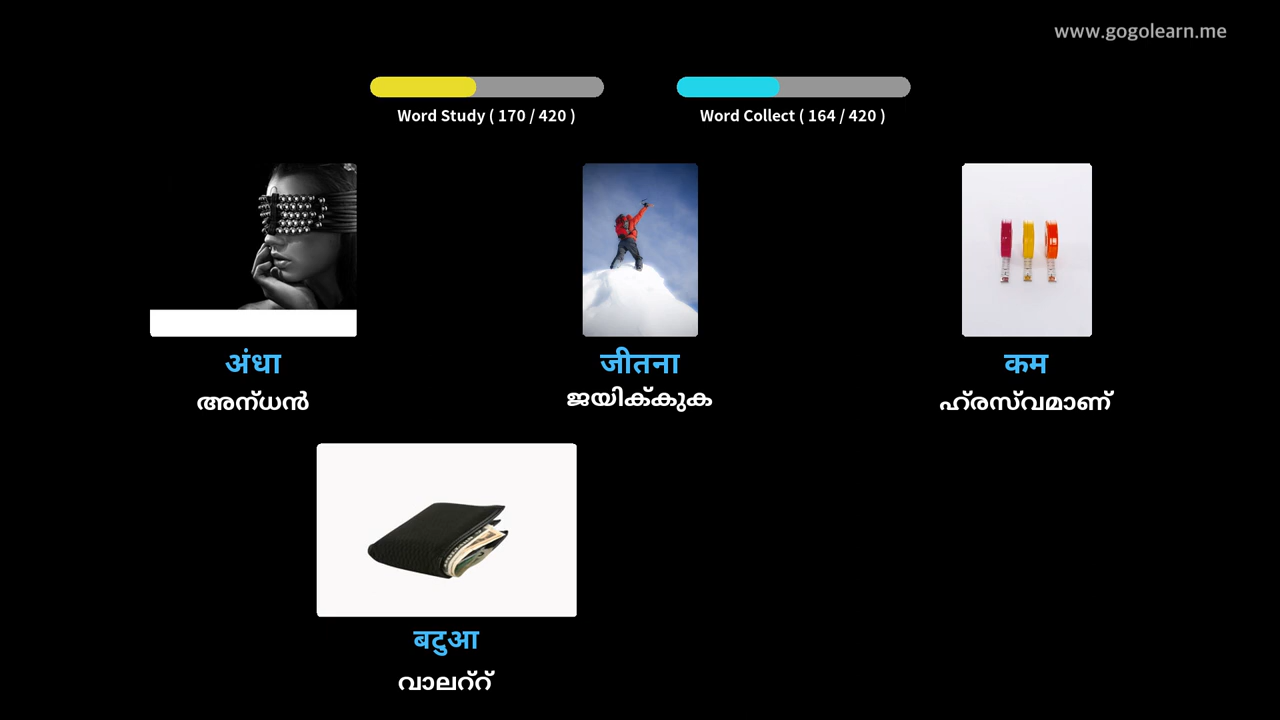 www.gogolearn.me
Word Study ( 170 / 420 )
Word Collect ( 164 / 420 )
अंधा
जीतना
कम
അന്ധൻ
ജയിക്കുക
ഹ്രസ്വമാണ്
बटुआ
വാലറ്റ്